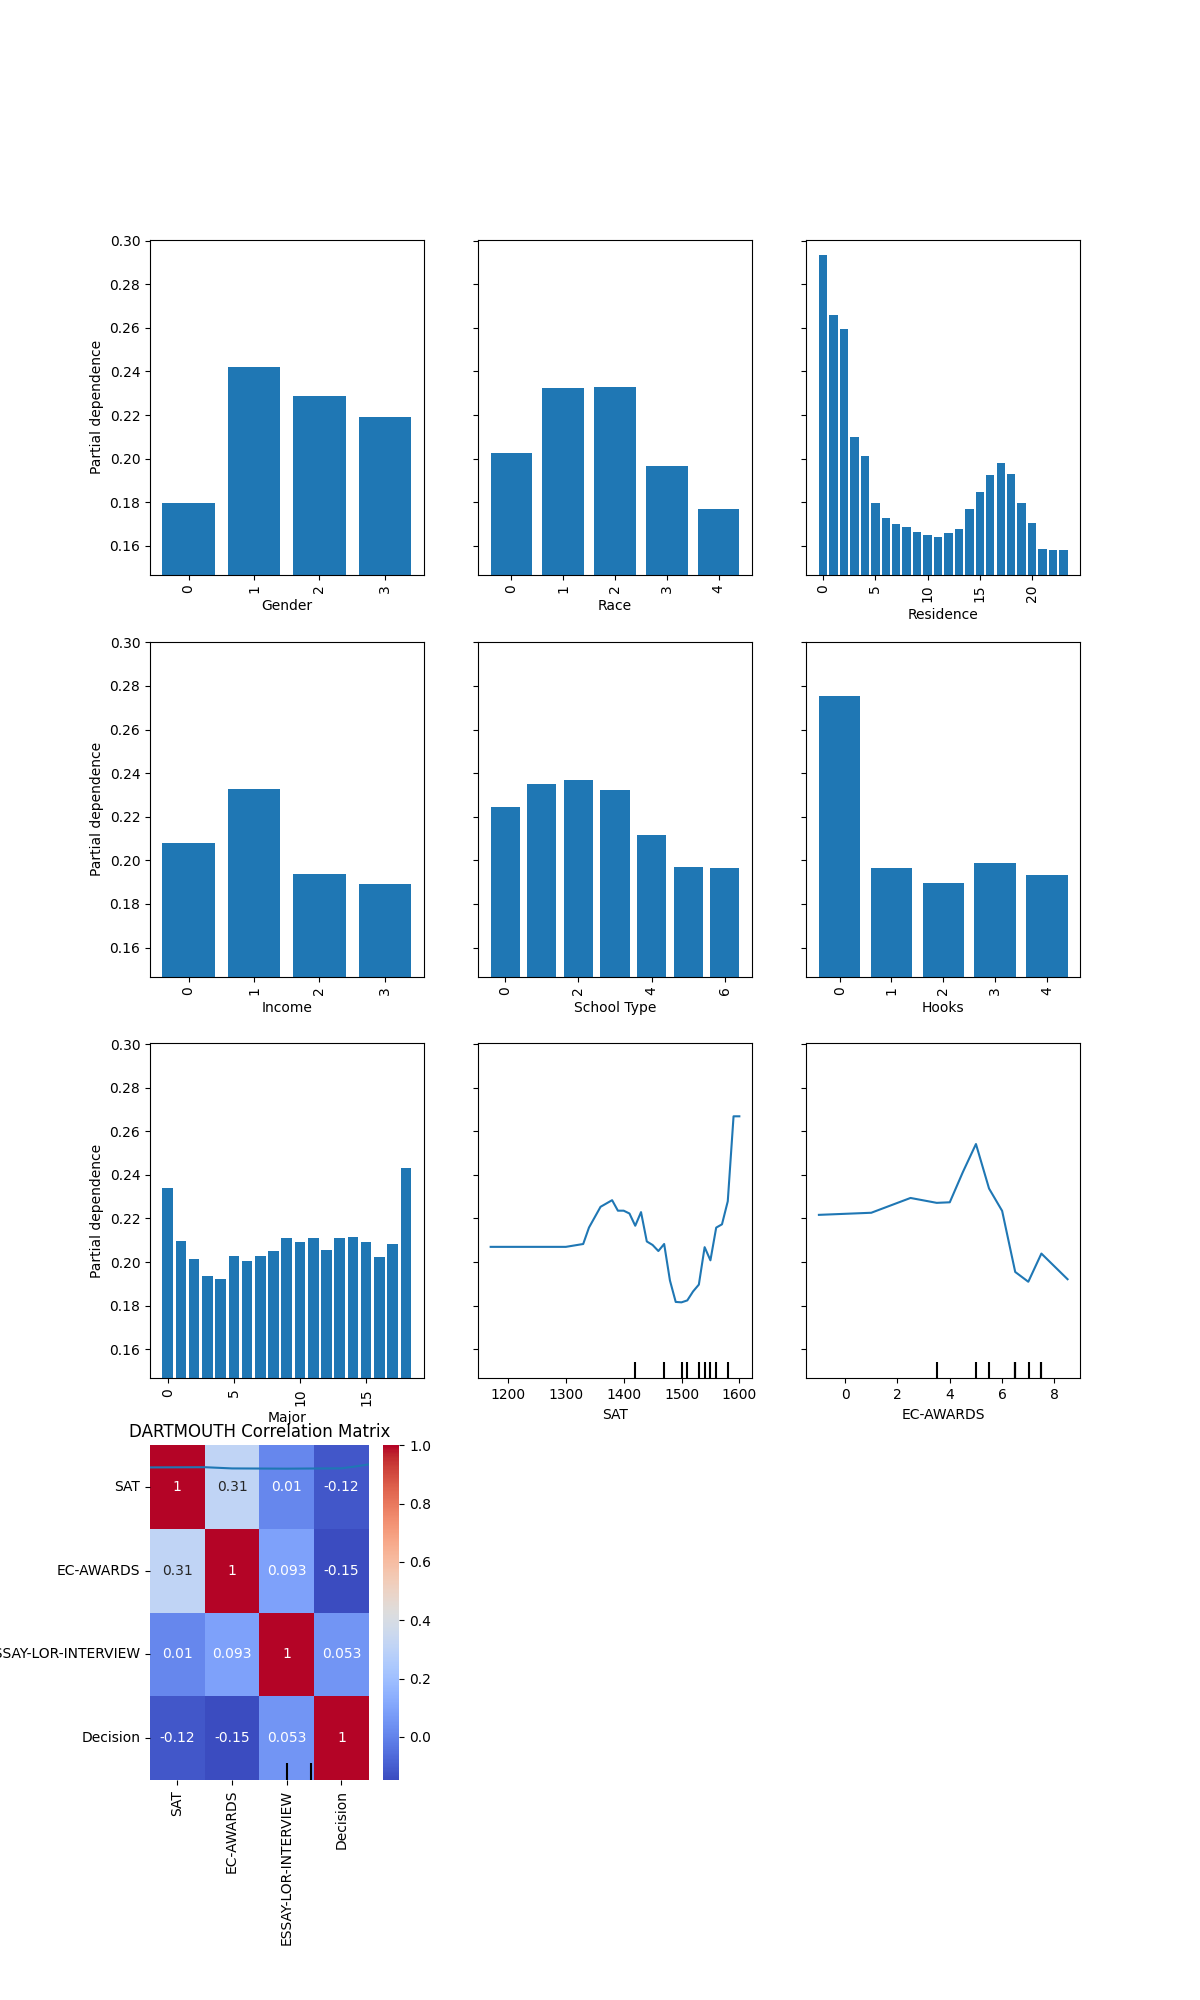 0.30
0.28
0.26
0.24
0.22
0.20
0.18
0.16
Partial dependence
0 1 2 3
Gender
0 1 2 3 4
Race
0 5 10 15 20
Residence
0.30
0.28
0.26
0.24
0.22
0.20
0.18
0.16
Partial dependence
0 1 2 3
Income
0 2 4 6
School Type
0 1 2 3 4
Hooks
0.30
0.28
0.26
0.24
0.22
0.20
0.18
0.16
Partial dependence
0 5 10 15
Major
1200 1300 1400 1500 1600
SAT
0 2 4 6 8
EC-AWARDS
DARTMOUTH Correlation Matrix
SAT 1 0.31 0.01 -0.12
EC-AWARDS 0.31 1 0.093 -0.15
SSAY-LOR-INTERVIEW 0.01 0.093 1 0.053
Decision -0.12 -0.15 0.053 1
SAT
EC-AWARDS
ESSAY-LOR-INTERVIEW
Decision
1.0
0.8
0.6
0.4
0.2
0.0